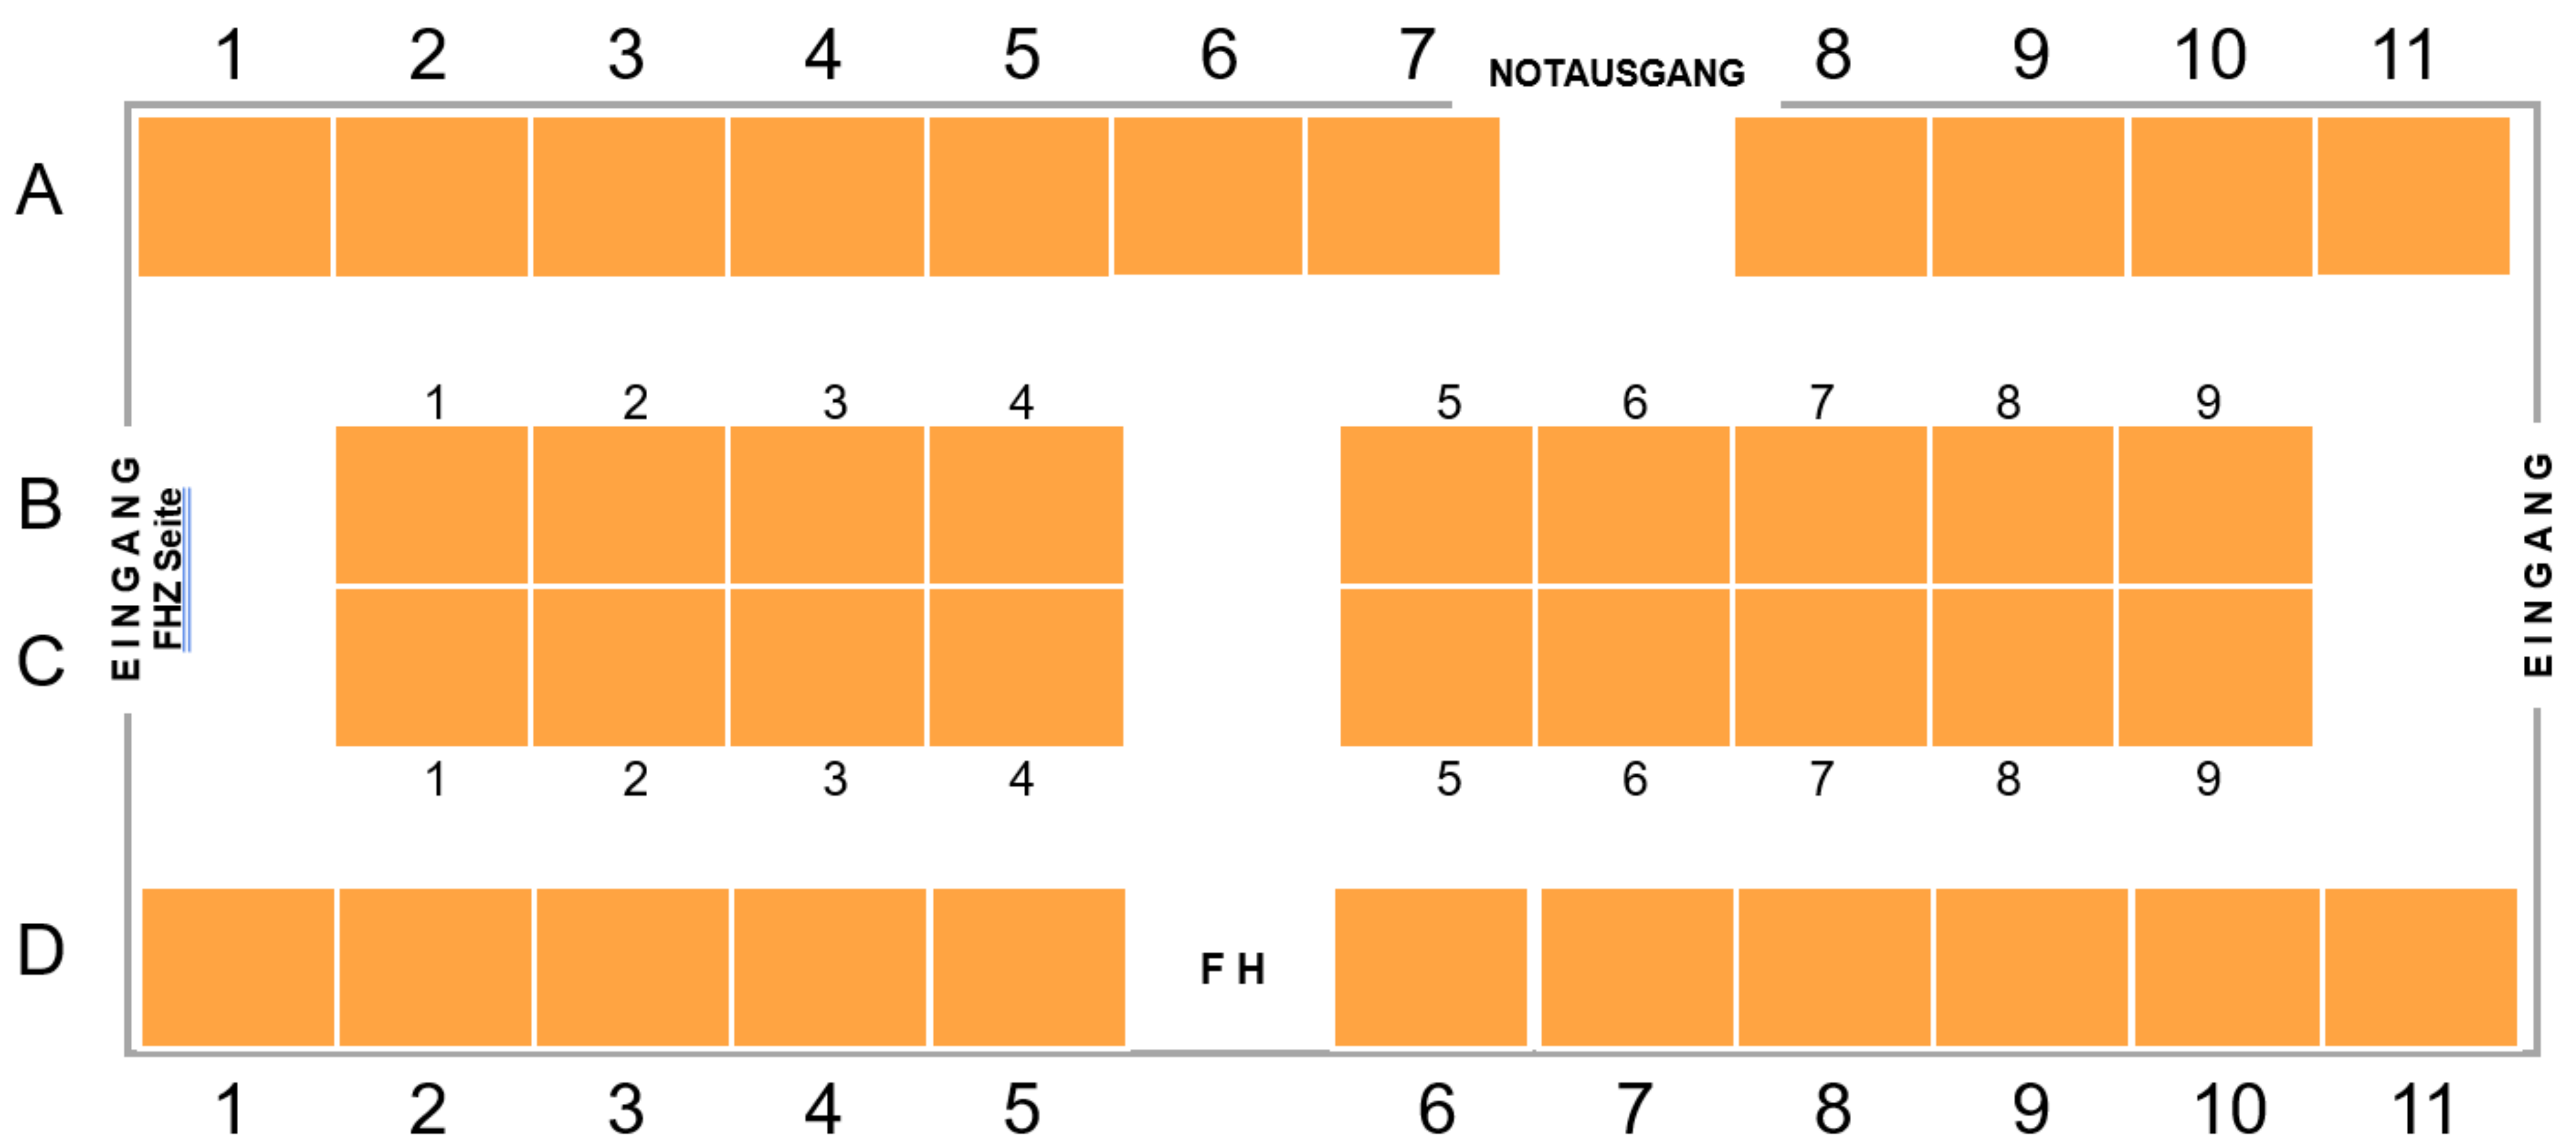 1 2 3 4 5 6 7 NOTAUSGANG 8 9 10 11
A
1 2 3 4 5 6 7 8 9
B
EINGANG
FHZ Seite
EINGANG
C
1 2 3 4 5 6 7 8 9
D
F H
1 2 3 4 5 6 7 8 9 10 11